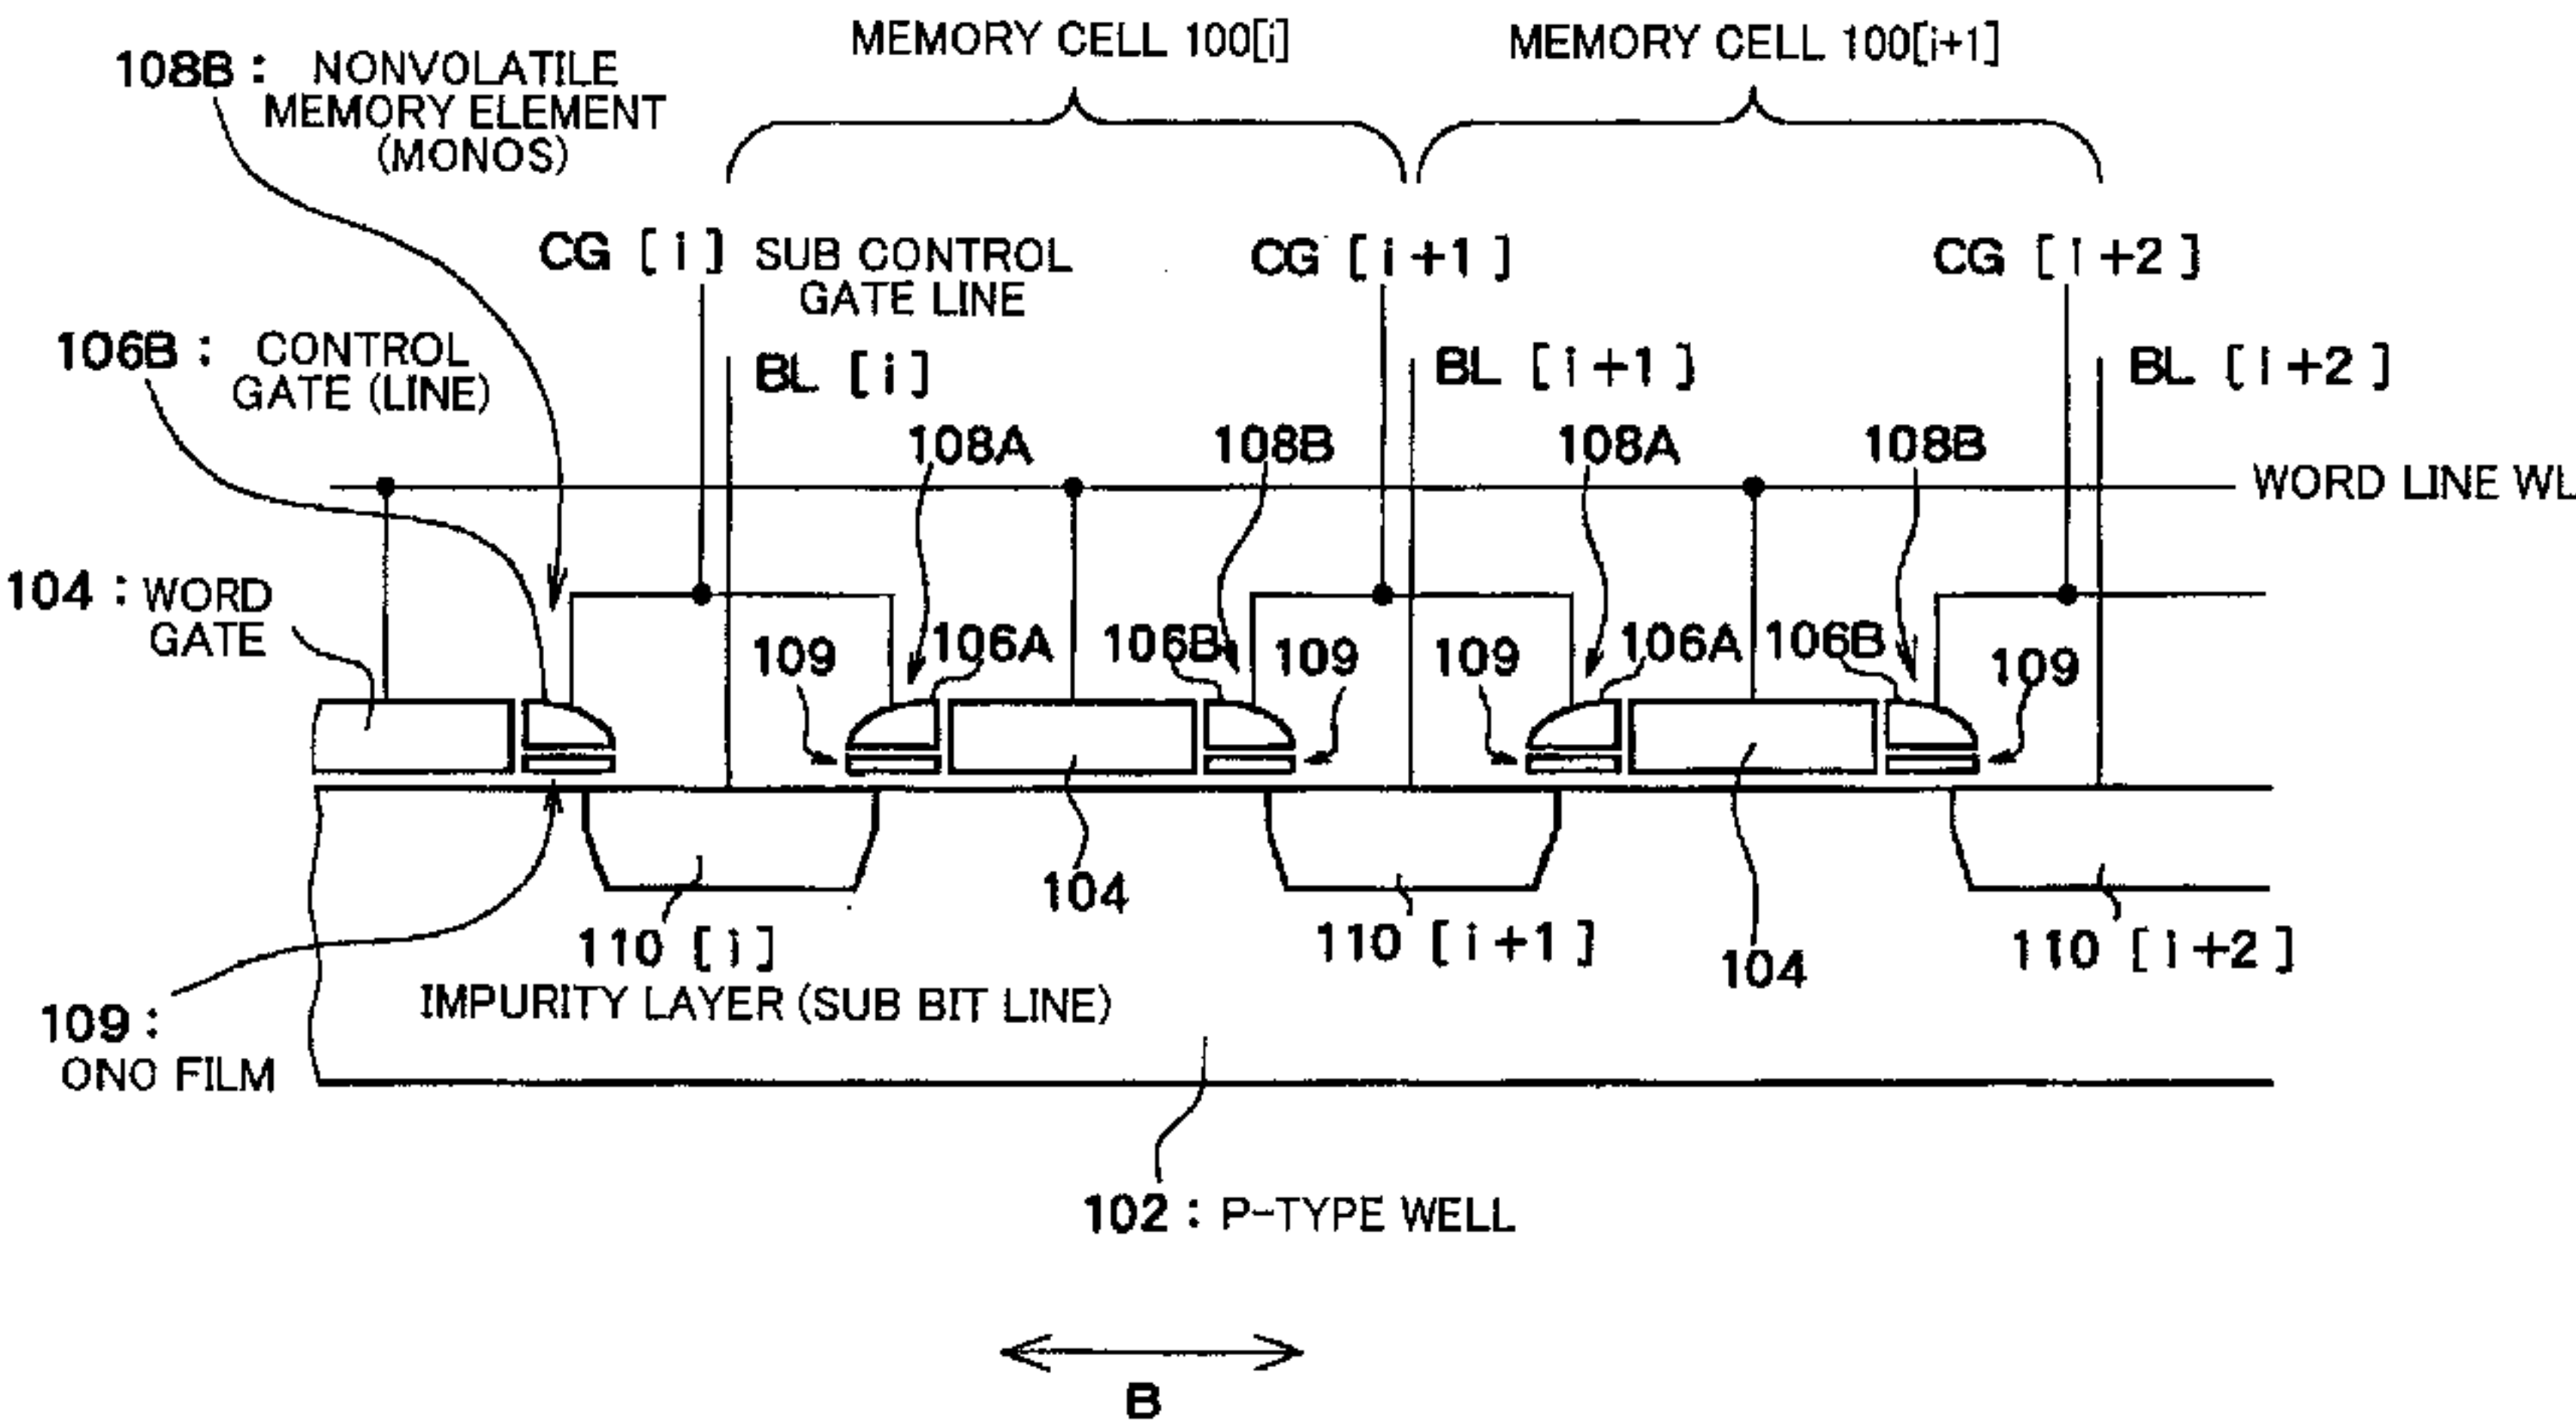 MEMORY CELL 100[i]
MEMORY CELL 100[i+1]
108B : NONVOLATILE
MEMORY ELEMENT
(MONOS)
CG [i] SUB CONTROL
GATE LINE
CG [i+1]
CG [i+2]
106B : CONTROL
GATE (LINE)
BL [i]
BL [i+1]
BL [i+2]
108A
108B
108A
108B
WORD LINE WL
104 : WORD
GATE
109
106A
106B
109
109
106A
106B
109
104
110 [i]
110 [i+1]
104
110 [i+2]
IMPURITY LAYER (SUB BIT LINE)
109 :
ONO FILM
102 : P-TYPE WELL
B